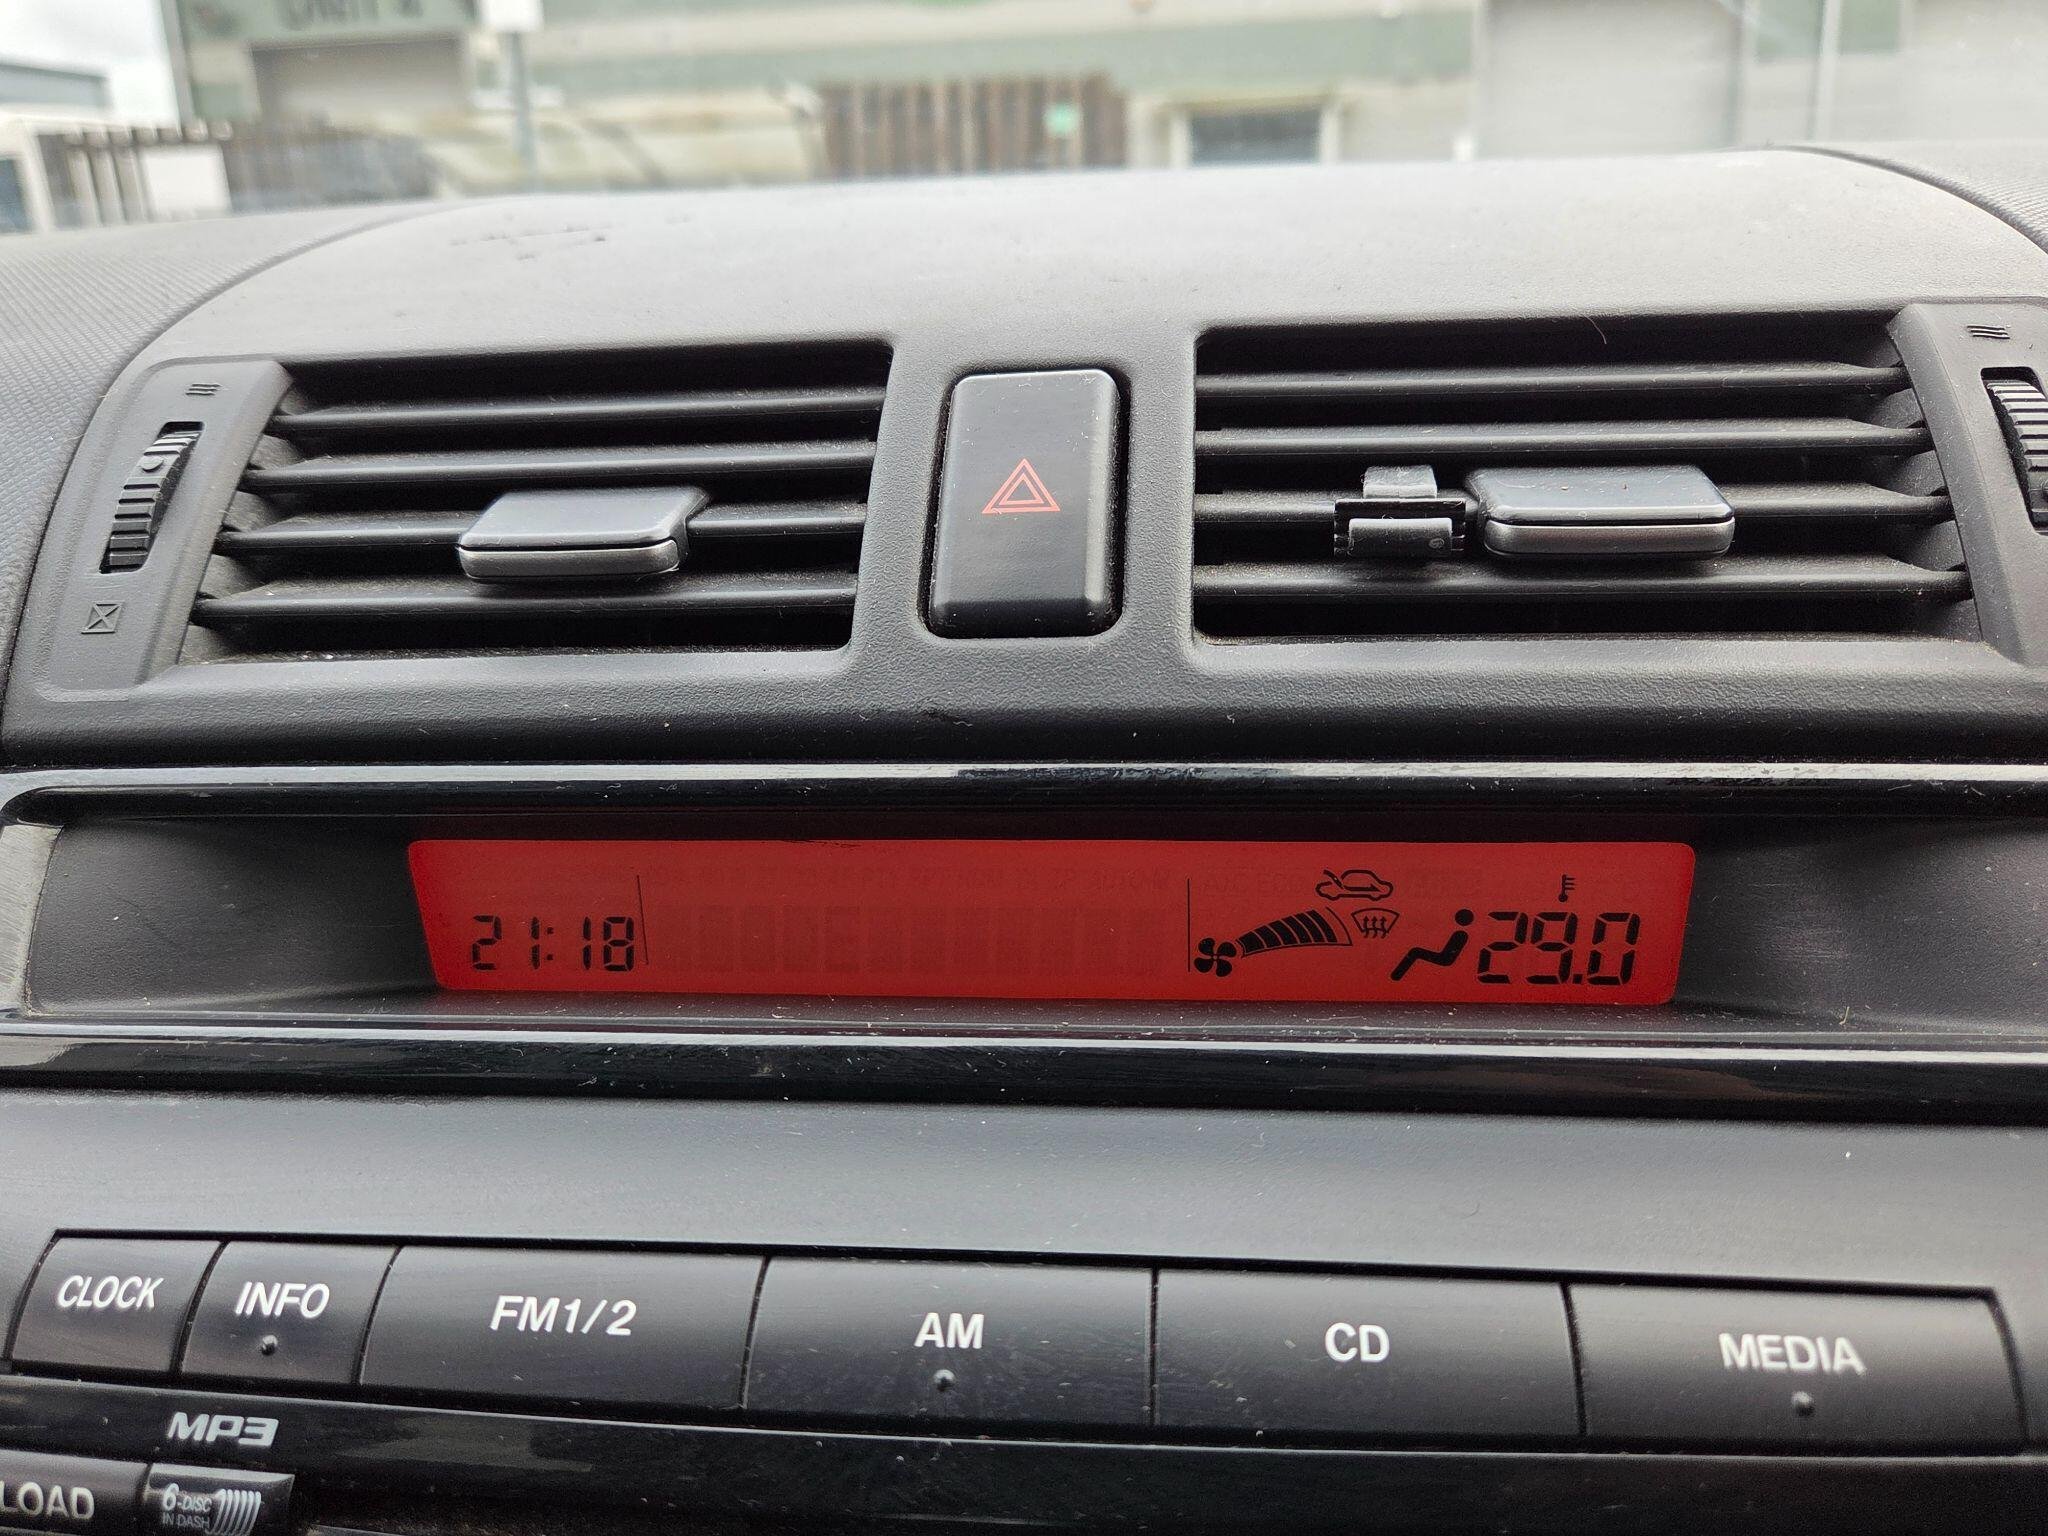 21:18
29.0
CLOCK
INFO
FM1/2
AM
CD
MEDIA
MP3
LOAD
6-DISC
IN DASH